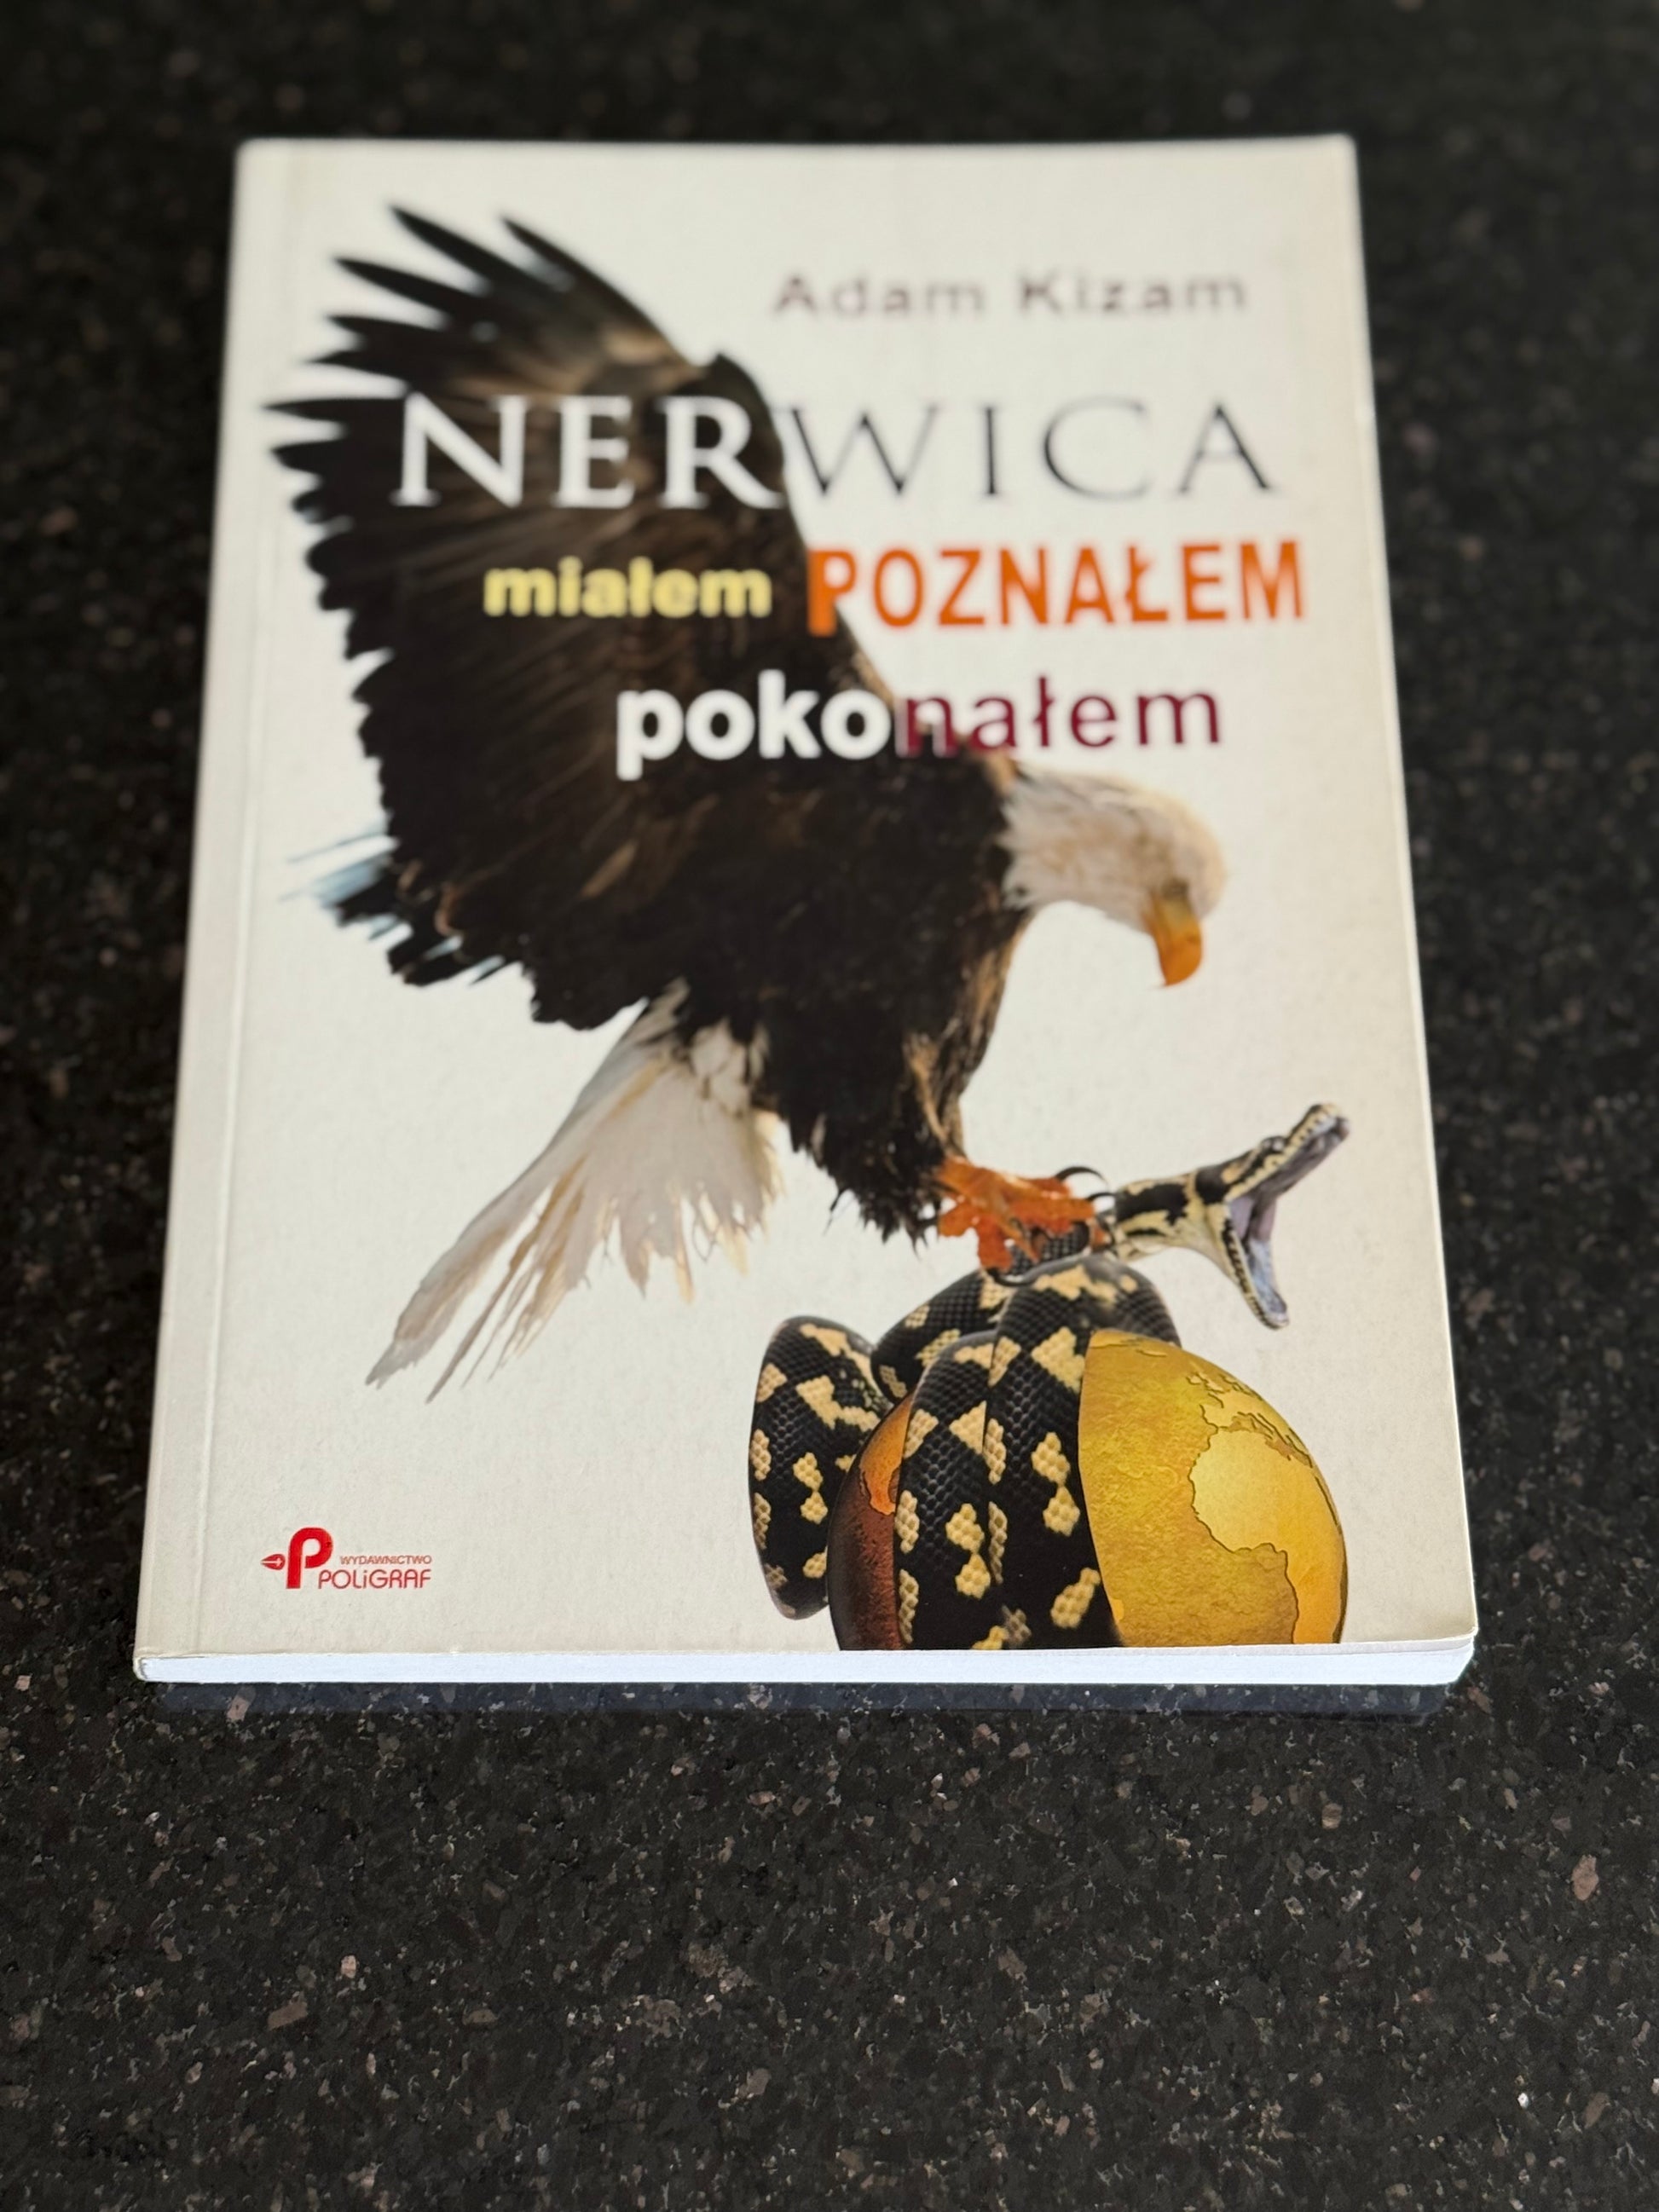 Adam Kizam
NERWICA
miałem POZNAŁEM
pokonałem
WYDAWNICTWO
POLiGRAF